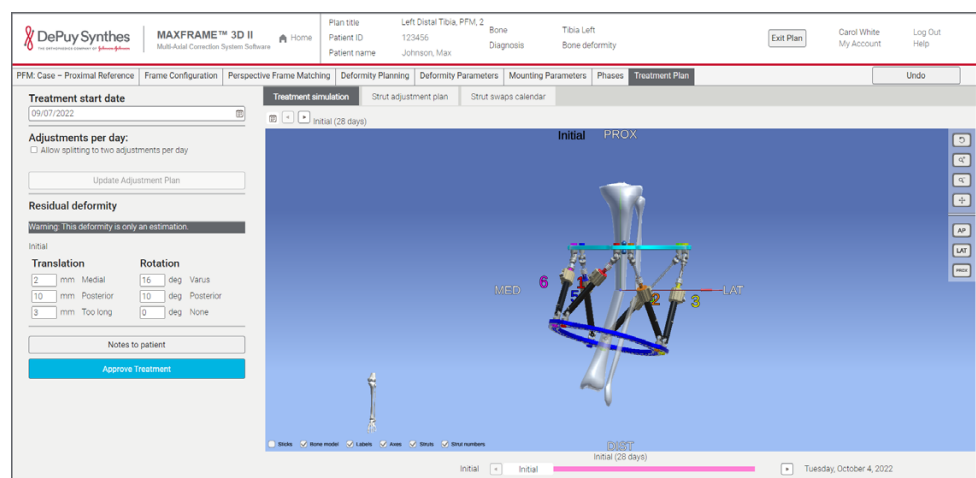 DePuy Synthes
THE ORTHOPAEDICS COMPANY OF Johnson & Johnson
MAXFRAME™ 3D II
Multi-Axial Correction System Software
Home
Plan title Left Distal Tibia, PFM, 2
Patient ID 123456
Patient name Johnson, Max
Bone Tibia Left
Diagnosis Bone deformity
Exit Plan
Carol White
My Account
Log Out
Help
PFM: Case – Proximal Reference Frame Configuration Perspective Frame Matching Deformity Planning Deformity Parameters Mounting Parameters Phases Treatment Plan Undo
Treatment start date
09/07/2022
Adjustments per day:
Allow splitting to two adjustments per day
Update Adjustment Plan
Residual deformity
Warning: This deformity is only an estimation.
Initial
Translation Rotation
2 mm Medial 16 deg Varus
10 mm Posterior 10 deg Posterior
3 mm Too long 0 deg None
Notes to patient
Approve Treatment
Treatment simulation Strut adjustment plan Strut swaps calendar
Initial (28 days)
Initial PROX
MED 6 1 5 2 3 LAT
AP
LAT
PROX
Sticks Bone model Labels Axes Struts Strut numbers
DIST
Initial (28 days)
Initial Initial Tuesday, October 4, 2022